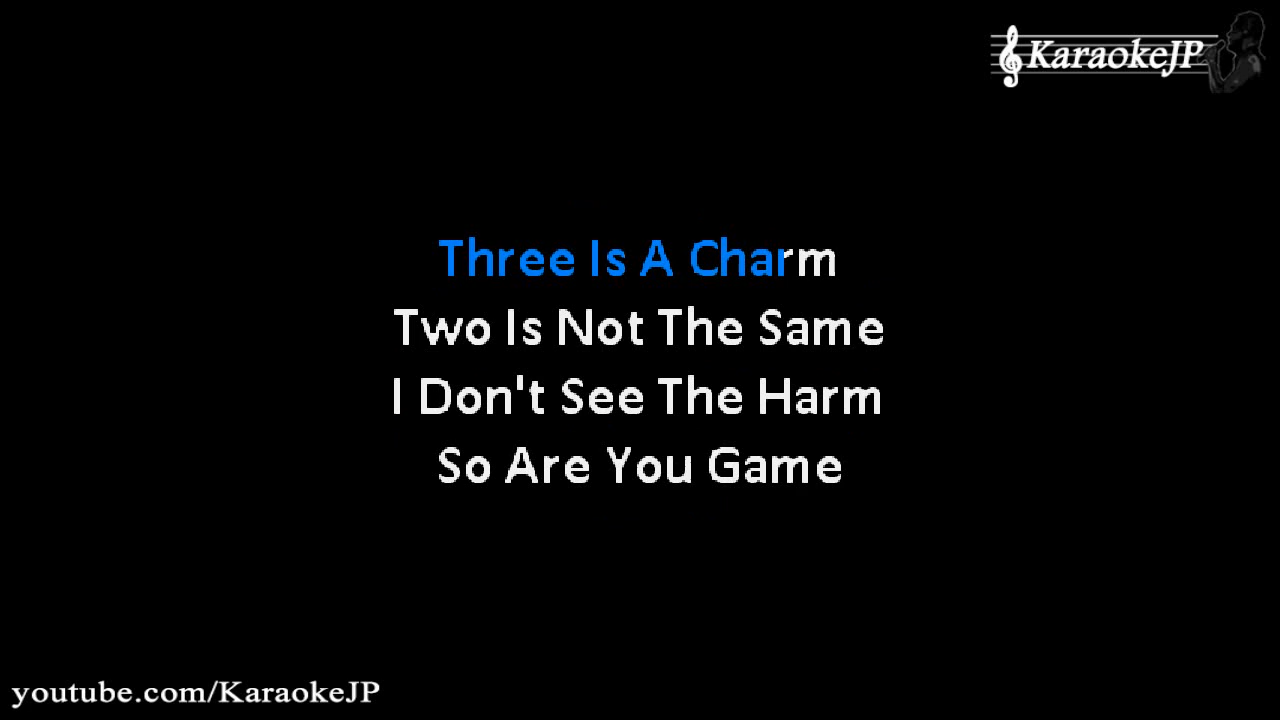 KaraokeJP
Three Is A Charm
Two Is Not The Same
I Don't See The Harm
So Are You Game
youtube.com/KaraokeJP